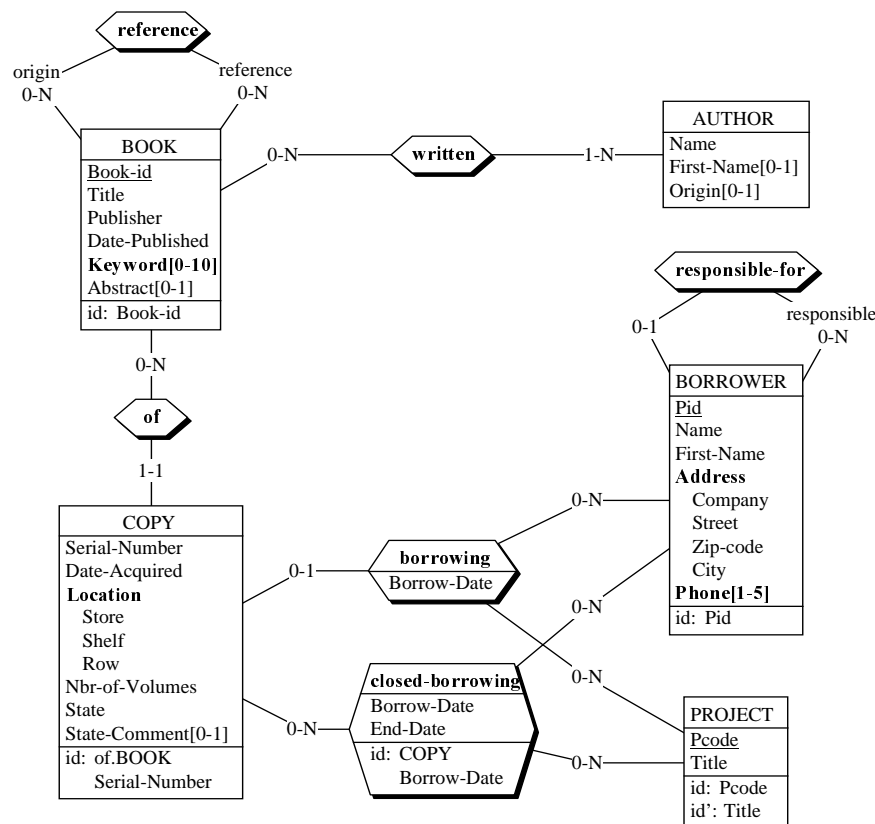 reference
origin
0-N
reference
0-N
BOOK
Book-id
Title
Publisher
Date-Published
Keyword[0-10]
Abstract[0-1]
id: Book-id
0-N
written
1-N
AUTHOR
Name
First-Name[0-1]
Origin[0-1]
responsible-for
0-1
responsible
0-N
0-N
of
1-1
BORROWER
Pid
Name
First-Name
Address
Company
Street
Zip-code
City
Phone[1-5]
id: Pid
COPY
Serial-Number
Date-Acquired
Location
Store
Shelf
Row
Nbr-of-Volumes
State
State-Comment[0-1]
id: of.BOOK
Serial-Number
0-1
borrowing
Borrow-Date
0-N
0-N
0-N
closed-borrowing
Borrow-Date
End-Date
id: COPY
Borrow-Date
0-N
0-N
PROJECT
Pcode
Title
id: Pcode
id': Title